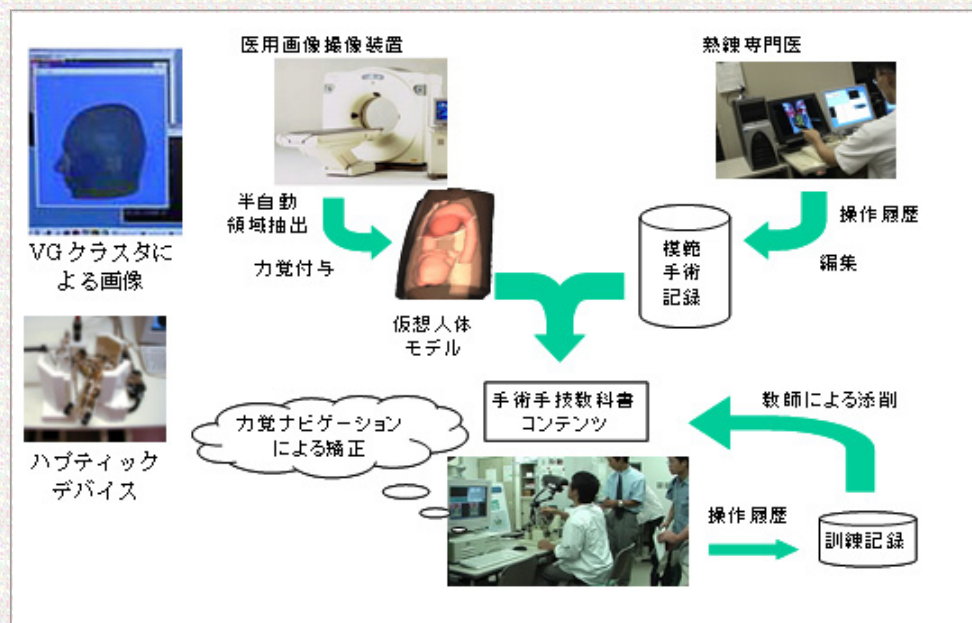 医用画像撮像装置
熟練専門医
VGクラスタに
よる画像
半自動
領域抽出
力覚付与
仮想人体
モデル
模範
手術
記録
操作履歴
編集
ハプティック
デバイス
力覚ナビゲーション
による矯正
手術手技教科書
コンテンツ
教師による添削
操作履歴
訓練記録